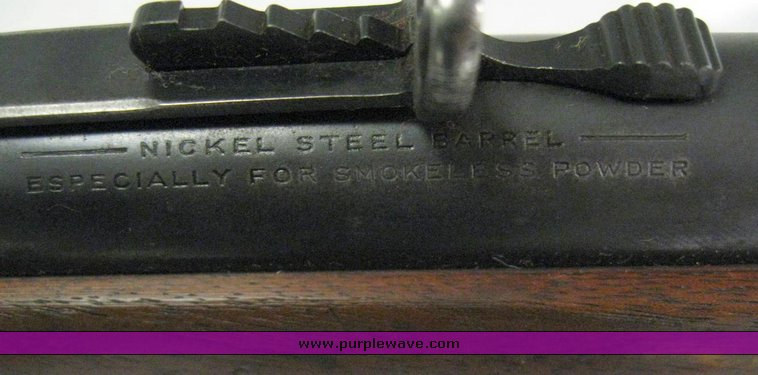 NICKEL STEEL BARREL
ESPECIALLY FOR SMOKELESS POWDER
www.purplewave.com